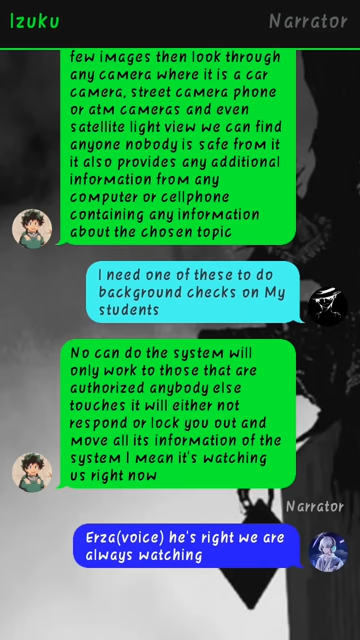 Izuku
Narrator
few images then look through
any camera where it is a car
camera, street camera phone
or atm cameras and even
satellite light view we can find
anyone nobody is safe from it
it also provides any additional
information from any
computer or cellphone
containing any information
about the chosen topic
I need one of these to do
background checks on My
students
No can do the system will
only work to those that are
authorized anybody else
touches it will either not
respond or lock you out and
move all its information of the
system I mean it's watching
us right now
Narrator
Erza(voice) he's right we are
always watching